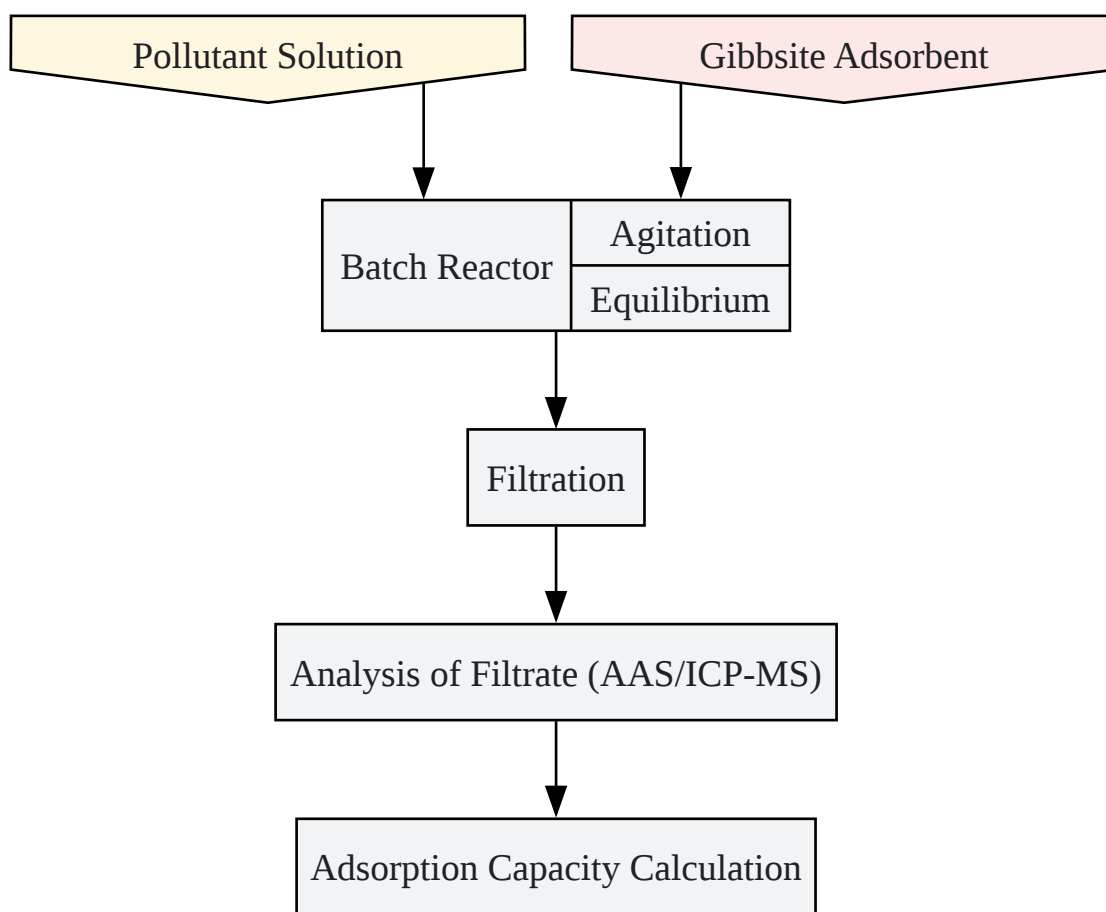 Pollutant Solution
Gibbsite Adsorbent
Batch Reactor
Agitation
Equilibrium
Filtration
Analysis of Filtrate (AAS/ICP-MS)
Adsorption Capacity Calculation